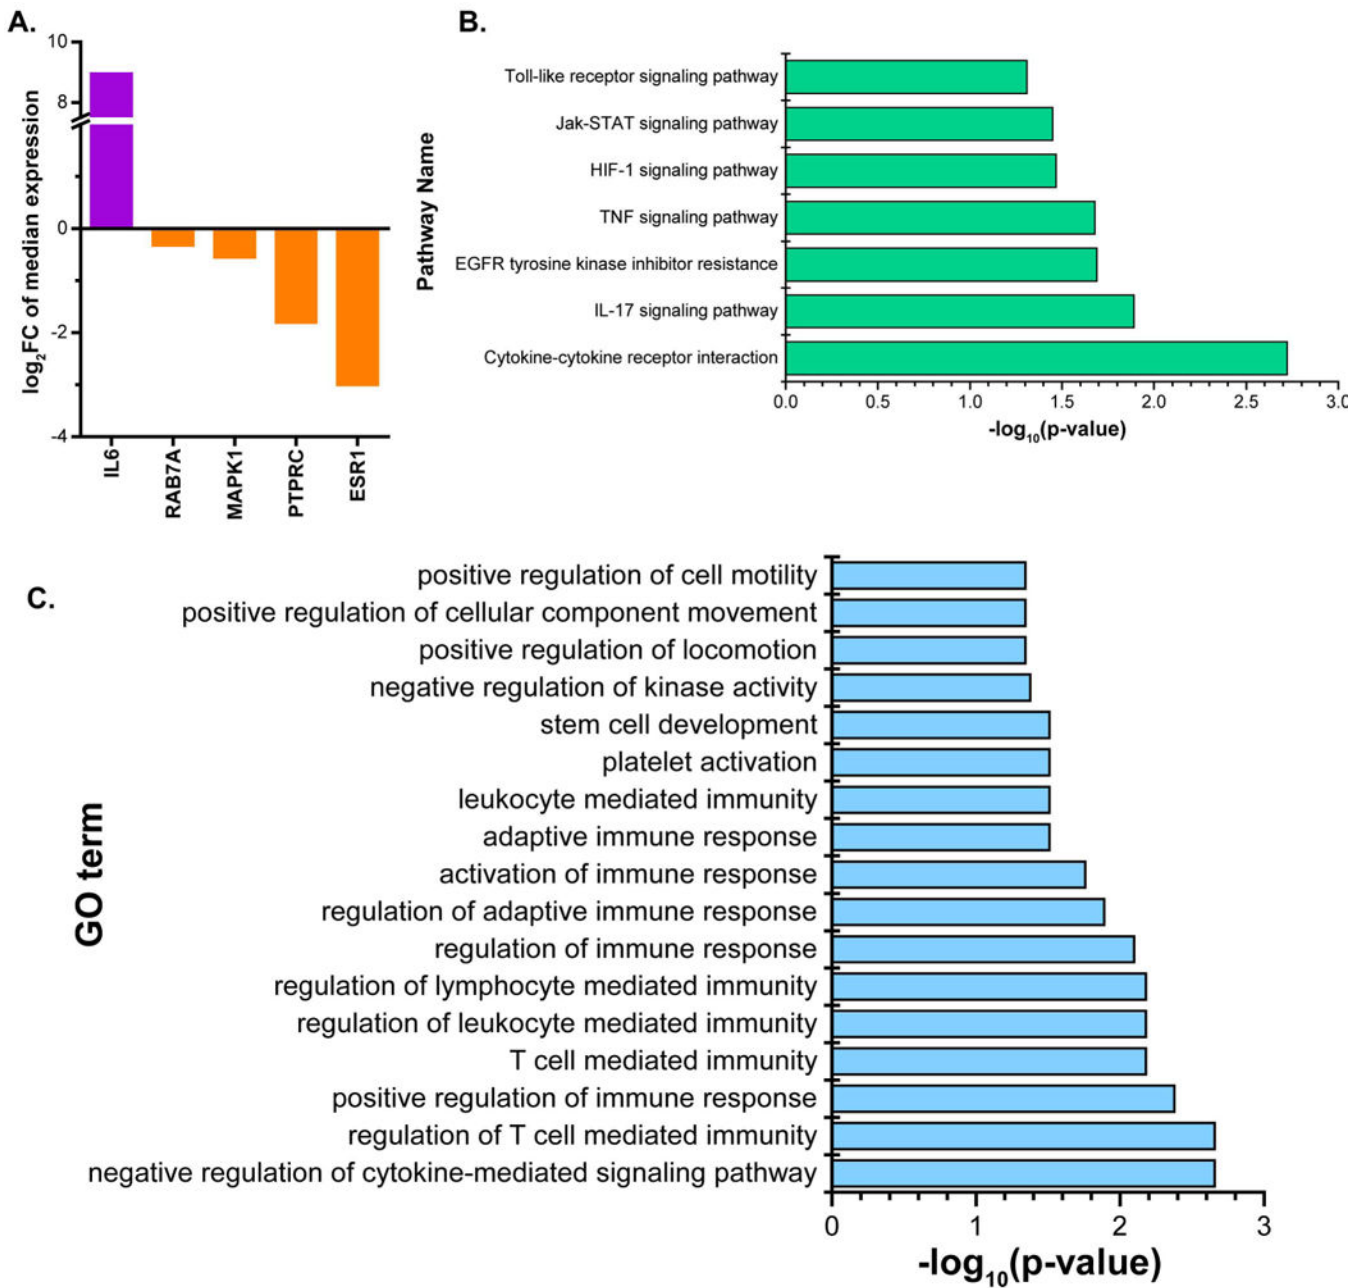 A.
10
8
0
-2
-4
log₂FC of median expression
IL6
RAB7A
MAPK1
PTPRC
ESR1
B.
Pathway Name
Toll-like receptor signaling pathway
Jak-STAT signaling pathway
HIF-1 signaling pathway
TNF signaling pathway
EGFR tyrosine kinase inhibitor resistance
IL-17 signaling pathway
Cytokine-cytokine receptor interaction
0.0 0.5 1.0 1.5 2.0 2.5 3.0
-log₁₀(p-value)
C.
GO term
positive regulation of cell motility
positive regulation of cellular component movement
positive regulation of locomotion
negative regulation of kinase activity
stem cell development
platelet activation
leukocyte mediated immunity
adaptive immune response
activation of immune response
regulation of adaptive immune response
regulation of immune response
regulation of lymphocyte mediated immunity
regulation of leukocyte mediated immunity
T cell mediated immunity
positive regulation of immune response
regulation of T cell mediated immunity
negative regulation of cytokine-mediated signaling pathway
0 1 2 3
-log₁₀(p-value)